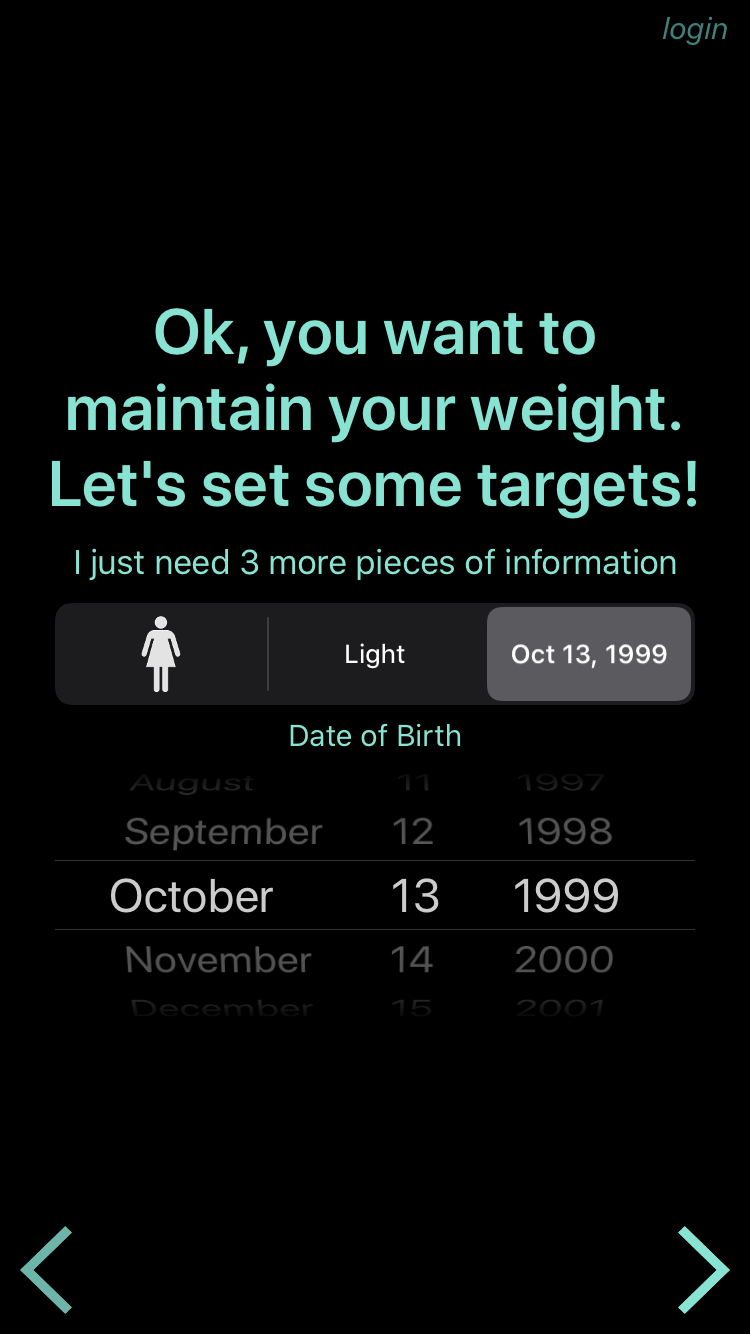 login
Ok, you want to
maintain your weight.
Let's set some targets!
I just need 3 more pieces of information
Light
Oct 13, 1999
Date of Birth
August 11 1997
September 12 1998
October 13 1999
November 14 2000
December 15 2001